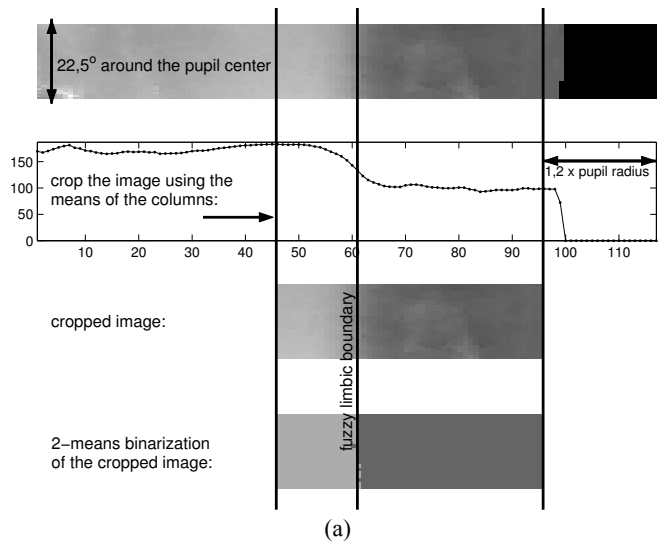 22,5° around the pupil center
150
100
50
0
crop the image using the
means of the columns:
1,2 x pupil radius
10 20 30 40 50 60 70 80 90 100 110
cropped image:
fuzzy limbic boundary
2−means binarization
of the cropped image:
(a)